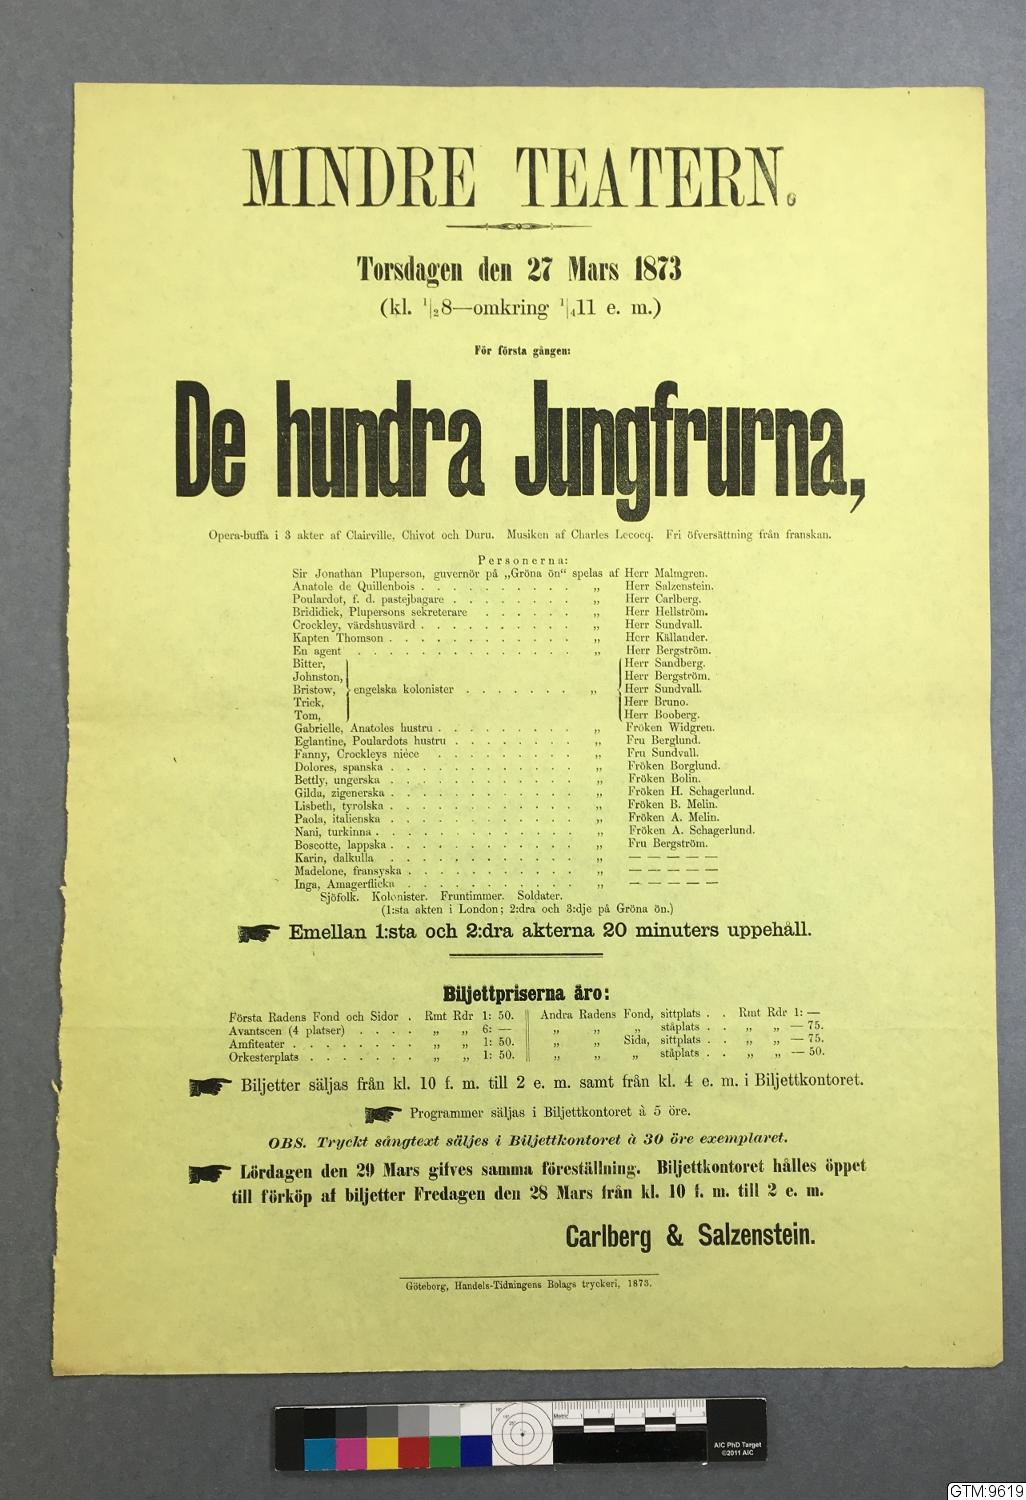 MINDRE TEATERN.
Torsdagen den 27 Mars 1873
(kl. 1/2 8—omkring 1/4 11 e. m.)
För första gången:
De hundra Jungfrurna,
Opera-buffa i 3 akter af Clairville, Chivot och Duru. Musiken af Charles Lecocq. Fri öfversättning från franskan.
Personerna:
Sir Jonathan Pluperson, guvernör på „Gröna ön“ spelas af Herr Malmgren.
Anatole de Quillenbois . . . . . . . . . . „ Herr Salzenstein.
Poulardot, f. d. pastejbagare . . . . . . . . „ Herr Carlberg.
Brididick, Plupersons sekreterare . . . . . . „ Herr Hellström.
Crockley, värdshusvärd . . . . . . . . . . „ Herr Sundvall.
Kapten Thomson . . . . . . . . . . . . „ Herr Källander.
En agent . . . . . . . . . . . . . . „ Herr Bergström.
Bitter, Herr Sandberg.
Johnston, Herr Bergström.
Bristow, engelska kolonister . . . . . . . „ Herr Sundvall.
Trick, Herr Bruno.
Tom, Herr Booberg.
Gabrielle, Anatoles hustru . . . . . . . . . „ Fröken Widgren.
Eglantine, Poulardots hustru . . . . . . . . „ Fru Berglund.
Fanny, Crockleys niéce . . . . . . . . . „ Fru Sundvall.
Dolores, spanska . . . . . . . . . . . . „ Fröken Borglund.
Bettly, ungerska . . . . . . . . . . . . „ Fröken Bolin.
Gilda, zigenerska . . . . . . . . . . . . „ Fröken H. Schagerlund.
Lisbeth, tyrolska . . . . . . . . . . . . „ Fröken B. Melin.
Paola, italienska . . . . . . . . . . . . „ Fröken A. Melin.
Nani, turkinna . . . . . . . . . . . . . „ Fröken A. Schagerlund.
Boscotte, lappska . . . . . . . . . . . . „ Fru Bergström.
Karin, dalkulla . . . . . . . . . . . . „ — — — — —
Madelone, fransyska . . . . . . . . . . . „ — — — — —
Inga, Amagerflicka . . . . . . . . . . . „ — — — — —
Sjöfolk. Kolonister. Fruntimmer. Soldater.
(1:sta akten i London; 2:dra och 3:dje på Gröna ön.)
Emellan 1:sta och 2:dra akterna 20 minuters uppehåll.
Biljettpriserna äro:
Första Radens Fond och Sidor . Rmt Rdr 1: 50. Andra Radens Fond, sittplats . . Rmt Rdr 1: —
Avantscen (4 platser) . . . . „ „ 6: — „ „ „ ståplats . . „ „ — 75.
Amfiteater . . . . . . . . „ „ 1: 50. „ „ Sida, sittplats . . „ „ — 75.
Orkesterplats . . . . . . . „ „ 1: 50. „ „ „ ståplats . . „ „ — 50.
Biljetter säljas från kl. 10 f. m. till 2 e. m. samt från kl. 4 e. m. i Biljettkontoret.
Programmer säljas i Biljettkontoret à 5 öre.
OBS. Tryckt sångtext säljes i Biljettkontoret à 30 öre exemplaret.
Lördagen den 29 Mars gifves samma föreställning. Biljettkontoret hålles öppet
till förköp af biljetter Fredagen den 28 Mars från kl. 10 f. m. till 2 e. m.
Carlberg & Salzenstein.
Göteborg, Handels-Tidningens Bolags tryckeri, 1873.
AIC PhD Target
©2011 AIC
GTM:9619